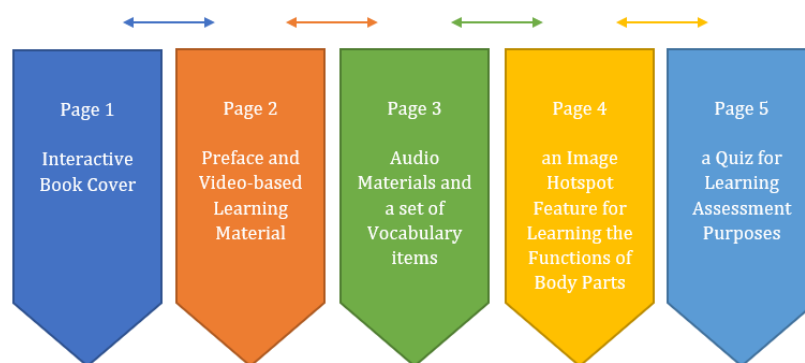 Page 1
Interactive
Book Cover
Page 2
Preface and
Video-based
Learning
Material
Page 3
Audio
Materials and
a set of
Vocabulary
items
Page 4
an Image
Hotspot
Feature for
Learning the
Functions of
Body Parts
Page 5
a Quiz for
Learning
Assessment
Purposes